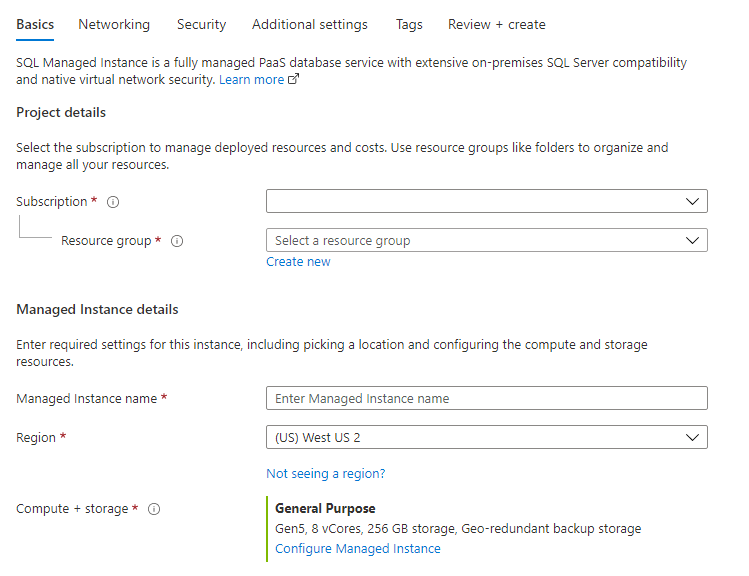 Basics Networking Security Additional settings Tags Review + create
SQL Managed Instance is a fully managed PaaS database service with extensive on-premises SQL Server compatibility
and native virtual network security. Learn more
Project details
Select the subscription to manage deployed resources and costs. Use resource groups like folders to organize and
manage all your resources.
Subscription *
Resource group * Select a resource group
Create new
Managed Instance details
Enter required settings for this instance, including picking a location and configuring the compute and storage
resources.
Managed Instance name * Enter Managed Instance name
Region * (US) West US 2
Not seeing a region?
Compute + storage * General Purpose
Gen5, 8 vCores, 256 GB storage, Geo-redundant backup storage
Configure Managed Instance